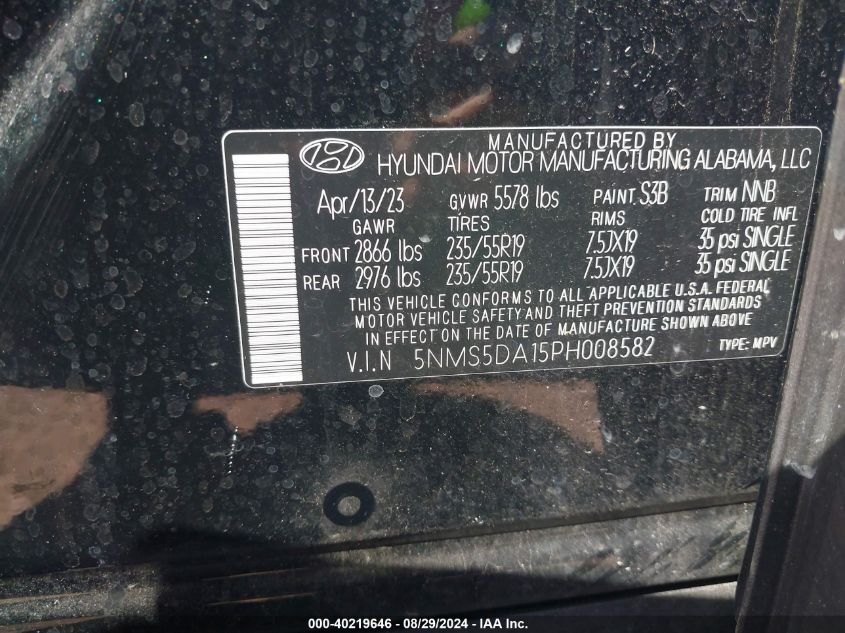 MANUFACTURED BY
HYUNDAI MOTOR MANUFACTURING ALABAMA, LLC
Apr/13/23 GVWR 5578 lbs PAINT S3B TRIM NNB
GAWR TIRES RIMS COLD TIRE INFL
FRONT 2866 lbs 235/55R19 7.5JX19 35 psi SINGLE
REAR 2976 lbs 235/55R19 7.5JX19 35 psi SINGLE
THIS VEHICLE CONFORMS TO ALL APPLICABLE U.S.A. FEDERAL
MOTOR VEHICLE SAFETY AND THEFT PREVENTION STANDARDS
IN EFFECT ON THE DATE OF MANUFACTURE SHOWN ABOVE
V.I.N 5NMS5DA15PH008582 TYPE: MPV
000-40219646 - 08/29/2024 - IAA Inc.